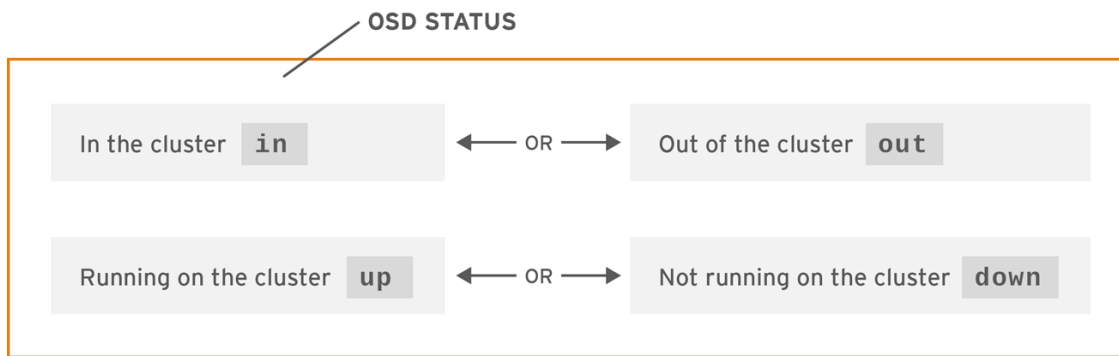 OSD STATUS
In the cluster in OR Out of the cluster out
Running on the cluster up OR Not running on the cluster down